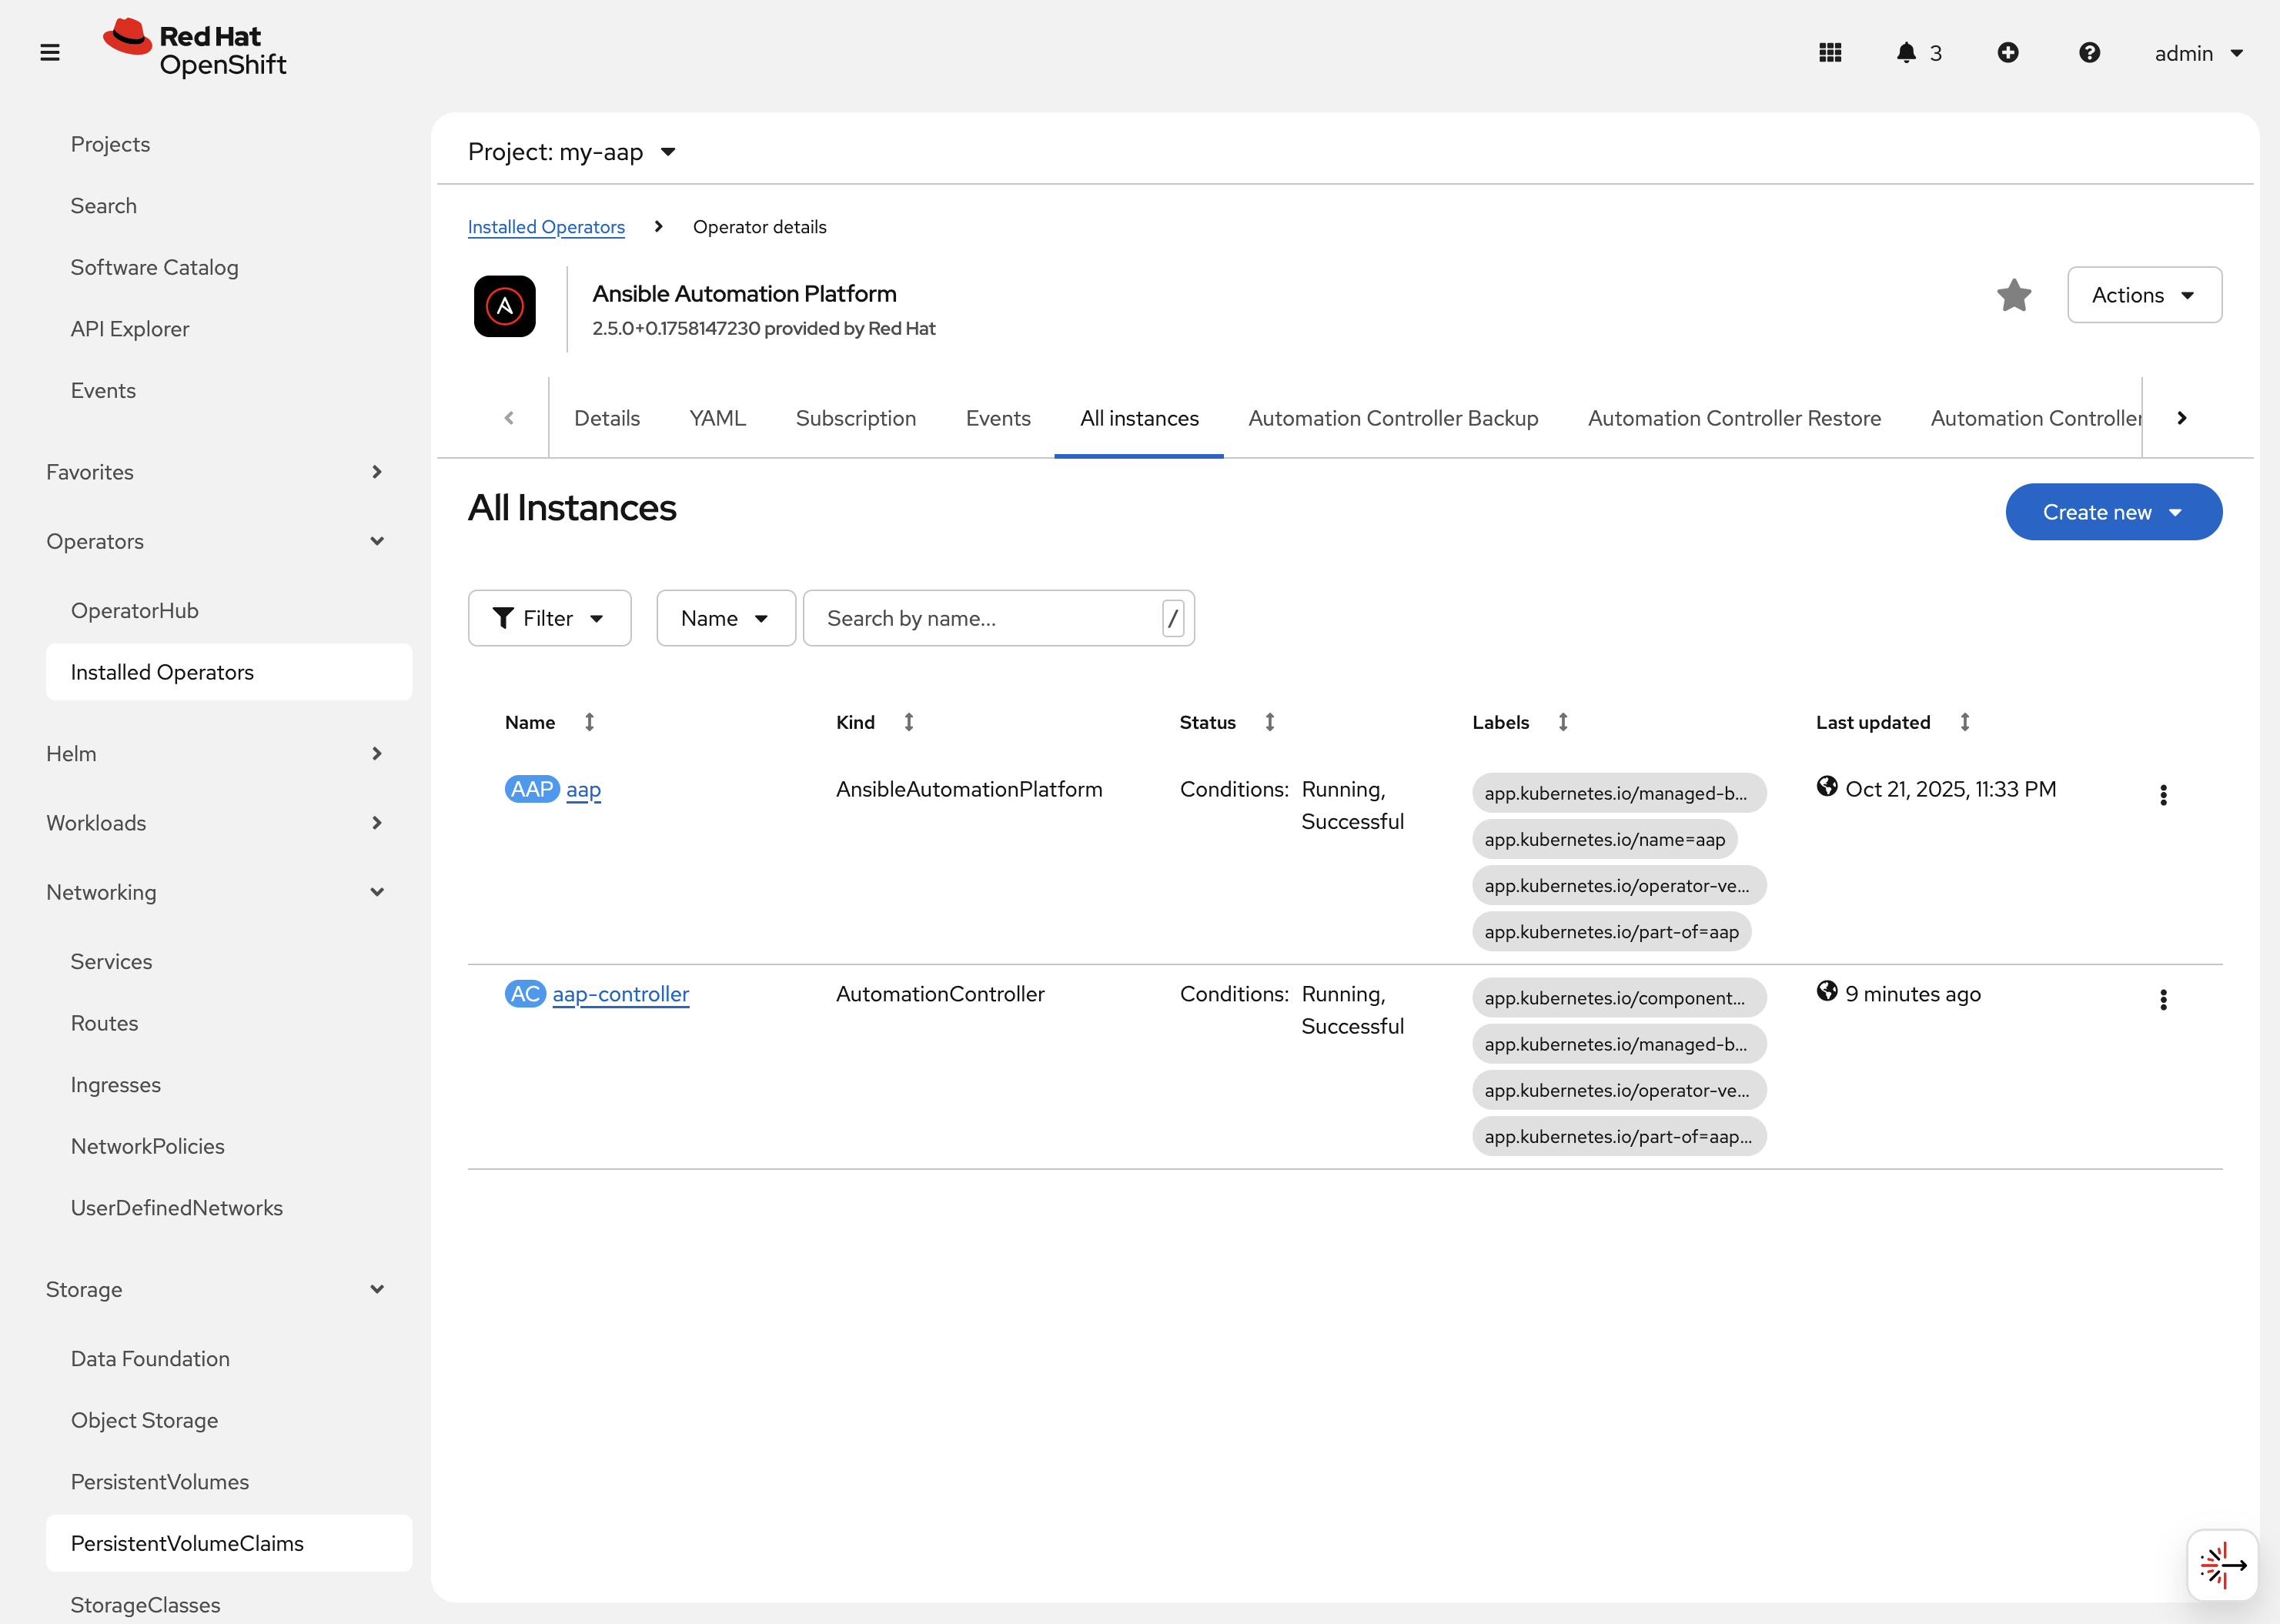 Red Hat
OpenShift
3
admin
Projects
Search
Software Catalog
API Explorer
Events
Favorites
Operators
OperatorHub
Installed Operators
Helm
Workloads
Networking
Services
Routes
Ingresses
NetworkPolicies
UserDefinedNetworks
Storage
Data Foundation
Object Storage
PersistentVolumes
PersistentVolumeClaims
StorageClasses
Project: my-aap
Installed Operators Operator details
Ansible Automation Platform
2.5.0+0.1758147230 provided by Red Hat
Actions
Details YAML Subscription Events All instances Automation Controller Backup Automation Controller Restore Automation Controller
All Instances
Create new
Filter Name Search by name... /
Name Kind Status Labels Last updated
AAP aap AnsibleAutomationPlatform Conditions: Running, Successful
app.kubernetes.io/managed-b...
app.kubernetes.io/name=aap
app.kubernetes.io/operator-ve...
app.kubernetes.io/part-of=aap
Oct 21, 2025, 11:33 PM
AC aap-controller AutomationController Conditions: Running, Successful
app.kubernetes.io/component...
app.kubernetes.io/managed-b...
app.kubernetes.io/operator-ve...
app.kubernetes.io/part-of=aap...
9 minutes ago